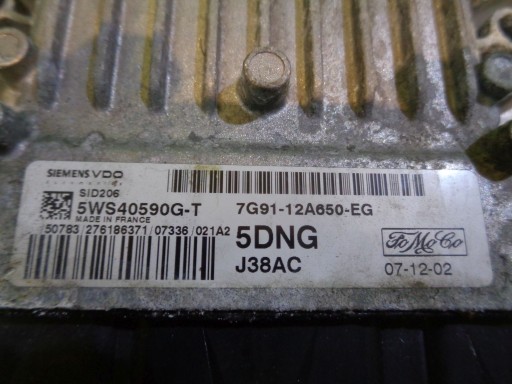 SIEMENS VDO
SID206
5WS40590G-T 7G91-12A650-EG
MADE IN FRANCE
50783 / 276186371 / 07336 / 021A2
5DNG
J38AC
FoMoCo
07-12-02